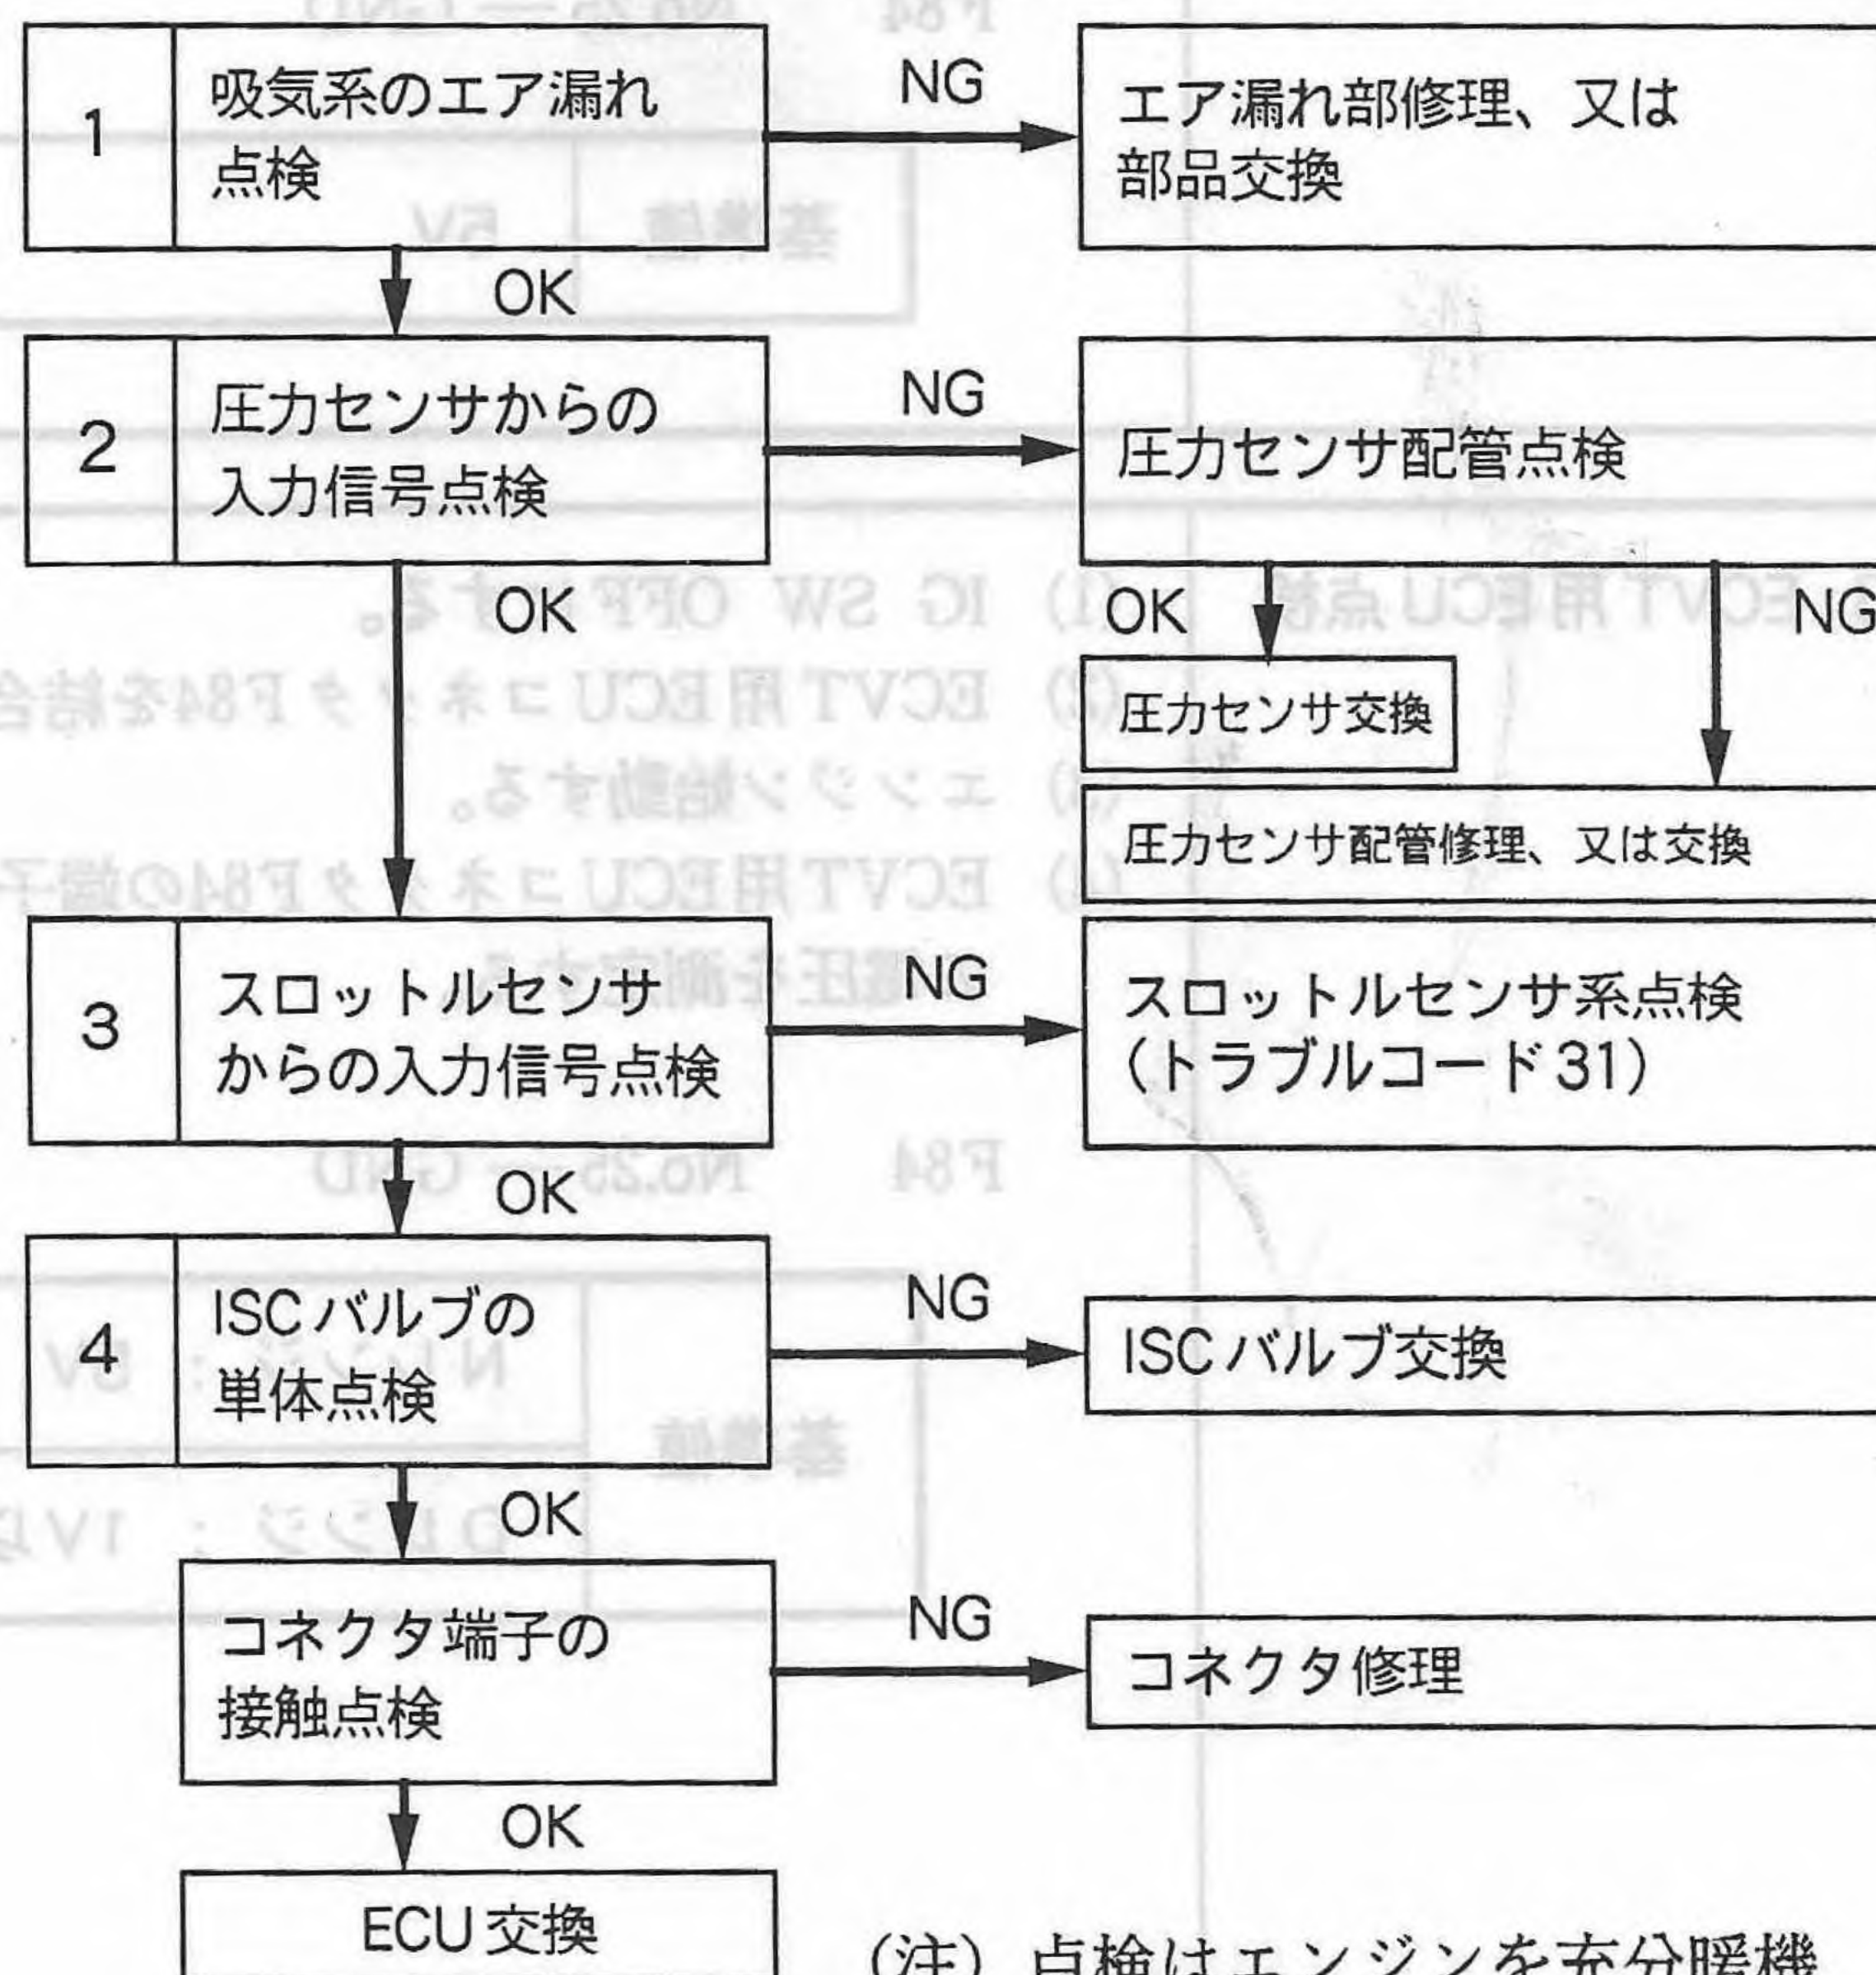 1
吸気系のエア漏れ
点検
NG
エア漏れ部修理、又は
部品交換
OK
2
圧力センサからの
入力信号点検
NG
圧力センサ配管点検
OK
OK
NG
圧力センサ交換
圧力センサ配管修理、又は交換
3
スロットルセンサ
からの入力信号点検
NG
スロットルセンサ系点検
（トラブルコード31）
OK
4
ISCバルブの
単体点検
NG
ISCバルブ交換
OK
コネクタ端子の
接触点検
NG
コネクタ修理
OK
ECU交換
（注）点検はエンジンを充分暖機